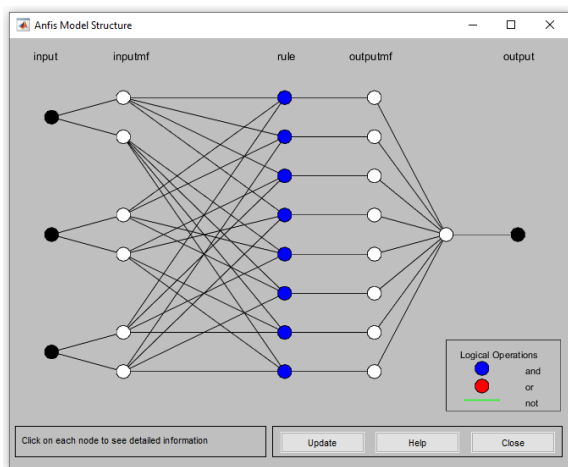 Anfis Model Structure
input inputmf rule outputmf output
Logical Operations
and
or
not
Click on each node to see detailed information
Update Help Close